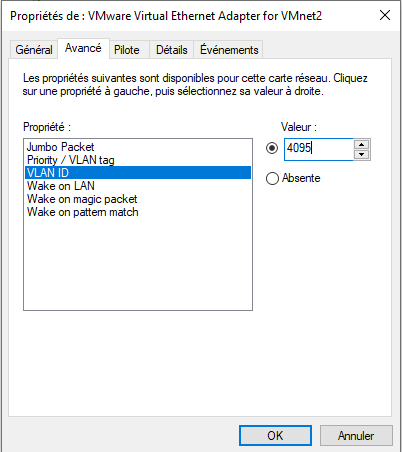 Propriétés de : VMware Virtual Ethernet Adapter for VMnet2
Général
Avancé
Pilote
Détails
Événements
Les propriétés suivantes sont disponibles pour cette carte réseau. Cliquez
sur une propriété à gauche, puis sélectionnez sa valeur à droite.
Propriété :
Valeur :
Jumbo Packet
Priority / VLAN tag
VLAN ID
Wake on LAN
Wake on magic packet
Wake on pattern match
4095
Absente
OK
Annuler